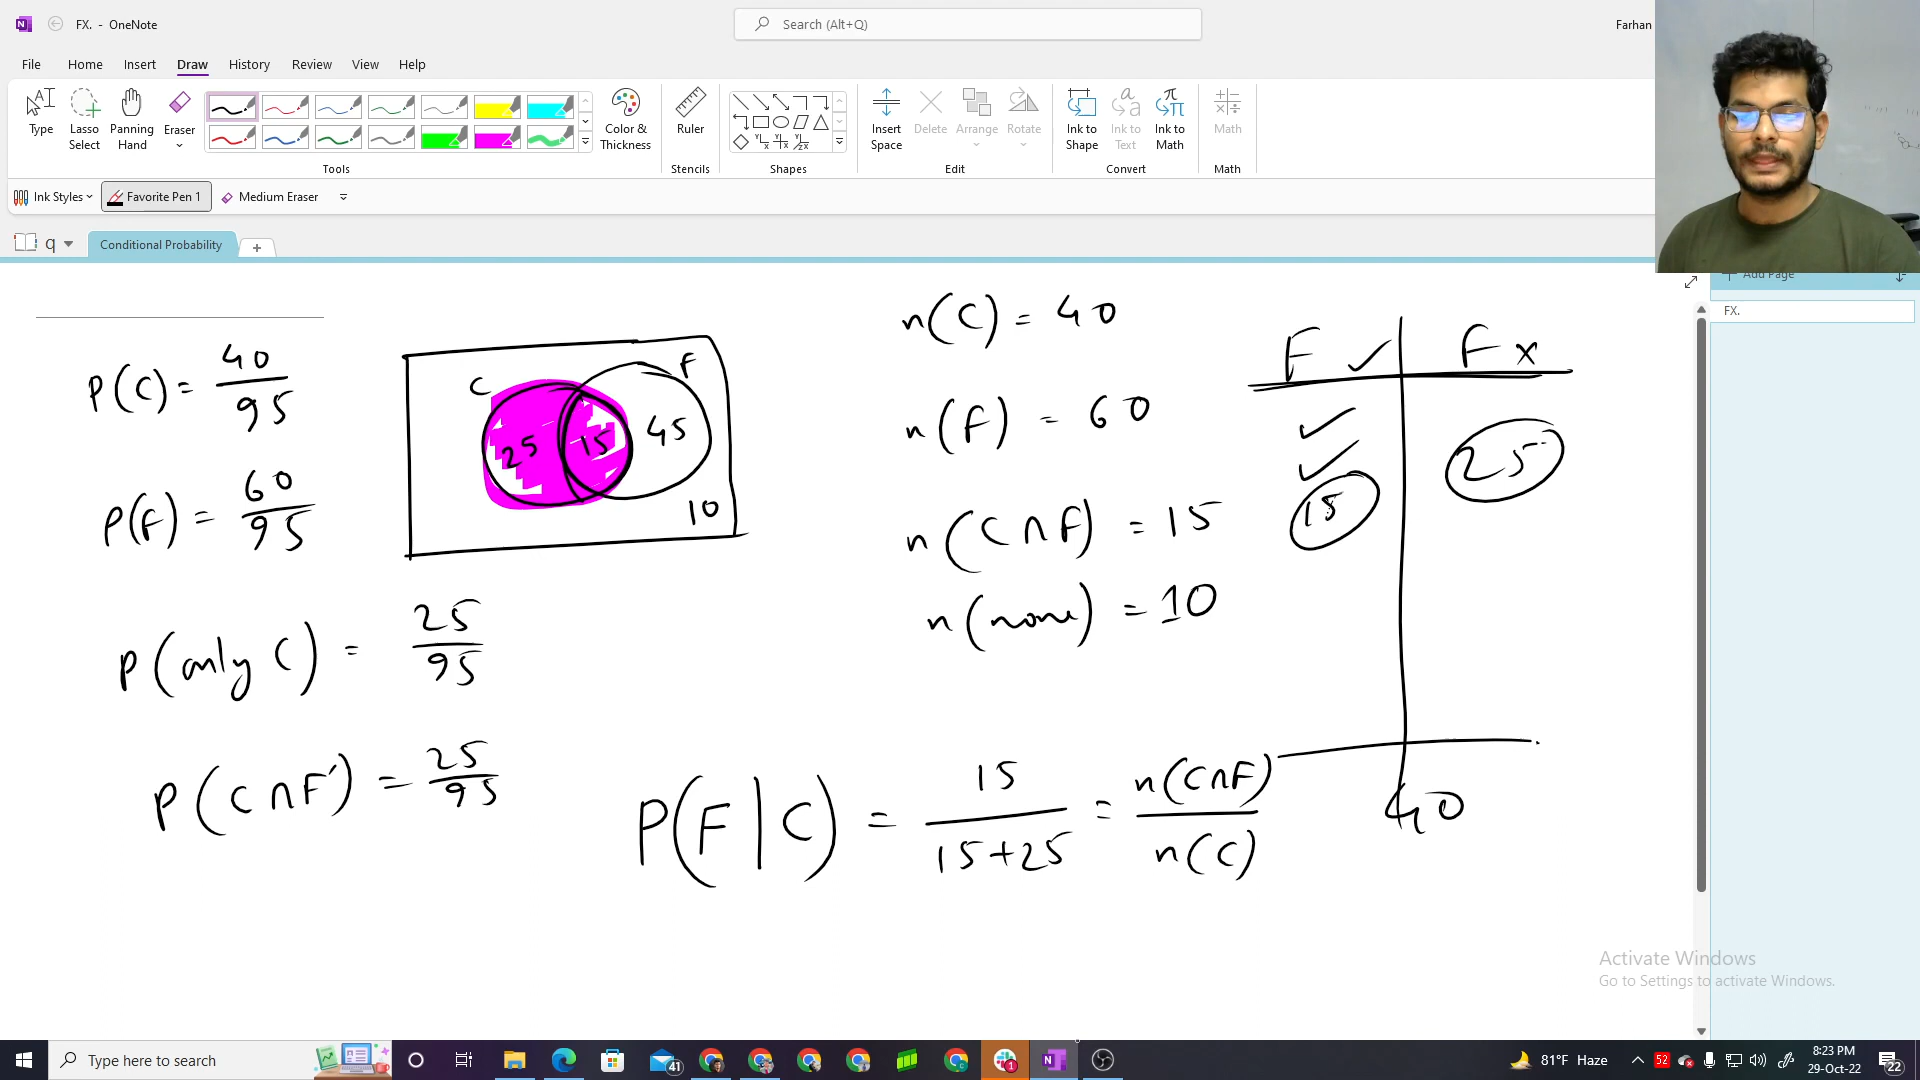 FX. - OneNote
Search (Alt+Q)
Farhan
File Home Insert Draw History Review View Help
Type
Lasso Select
Panning Hand
Eraser
Color & Thickness
Ruler
Insert Space
Delete
Arrange
Rotate
Ink to Shape
Ink to Text
Ink to Math
Math
Tools Stencils Shapes Edit Convert Math
Ink Styles Favorite Pen 1 Medium Eraser
q Conditional Probability +
Add Page
FX.
P(C) = 40/95
P(F) = 60/95
P(only C) = 25/95
P(C∩F′) = 25/95
C F
25 15 45
10
n(C) = 40
n(F) = 60
n(C∩F) = 15
n(none) = 10
F ✓ F x
✓
✓
15 25
40
P(F|C) = 15/15+25 = n(C∩F)/n(C)
Activate Windows
Go to Settings to activate Windows.
Type here to search
41
1
81°F Haze
52
8:23 PM
29-Oct-22
22